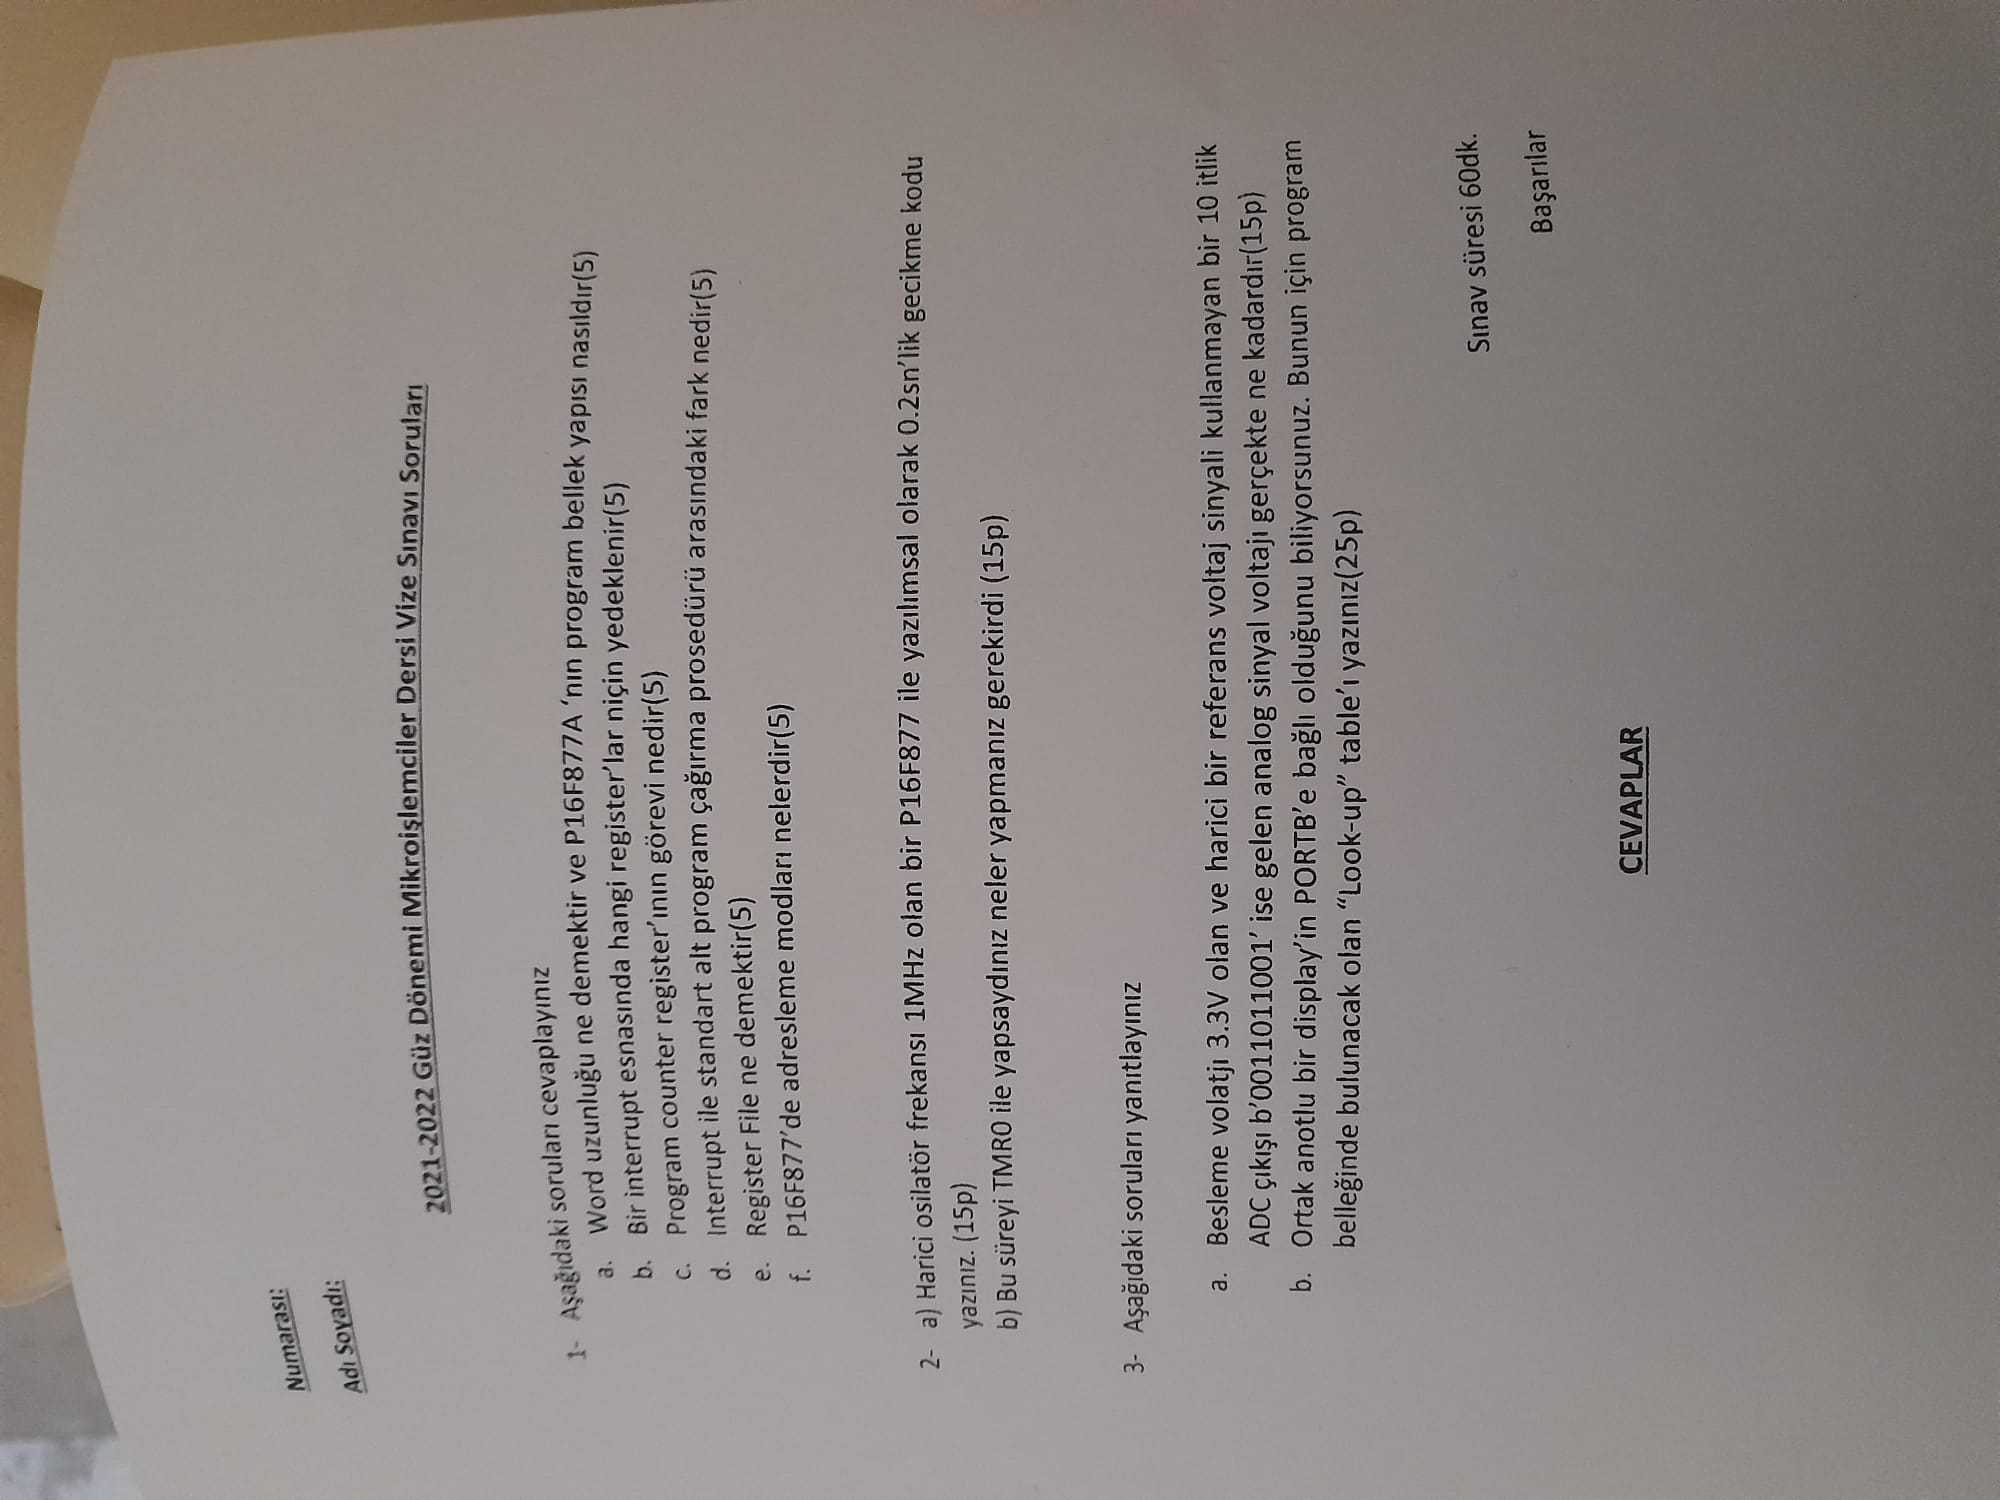 Numarası:
Adı Soyadı:
2021-2022 Güz Dönemi Mikroişlemciler Dersi Vize Sınavı Soruları
1- Aşağıdaki soruları cevaplayınız
a. Word uzunluğu ne demektir ve P16F877A ‘nın program bellek yapısı nasıldır(5)
b. Bir interrupt esnasında hangi register’lar niçin yedeklenir(5)
c. Program counter register’ının görevi nedir(5)
d. Interrupt ile standart alt program çağırma prosedürü arasındaki fark nedir(5)
e. Register File ne demektir(5)
f. P16F877’de adresleme modları nelerdir(5)
2- a) Harici osilatör frekansı 1MHz olan bir P16F877 ile yazılımsal olarak 0.2sn’lik gecikme kodu
yazınız. (15p)
b) Bu süreyi TMR0 ile yapsaydınız neler yapmanız gerekirdi (15p)
3- Aşağıdaki soruları yanıtlayınız
a. Besleme volatjı 3.3V olan ve harici bir referans voltaj sinyali kullanmayan bir 10 itlik
ADC çıkışı b’0011011001’ ise gelen analog sinyal voltajı gerçekte ne kadardır(15p)
b. Ortak anotlu bir display’in PORTB’e bağlı olduğunu biliyorsunuz. Bunun için program
belleğinde bulunacak olan “Look-up” table’ı yazınız(25p)
Sınav süresi 60dk.
Başarılar
CEVAPLAR